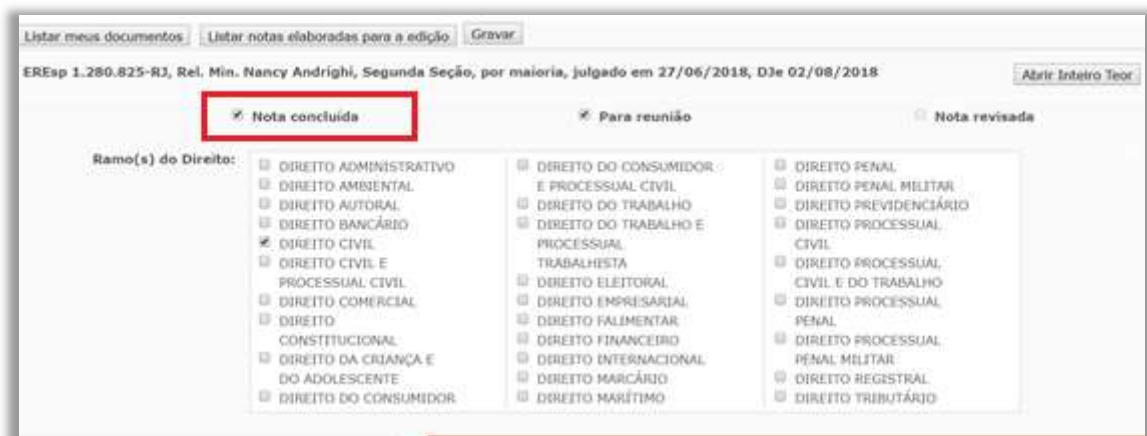 Listar meus documentos Listar notas elaboradas para a edição Gravar
EREsp 1.280.825-RJ, Rel. Min. Nancy Andrighi, Segunda Seção, por maioria, julgado em 27/06/2018, DJe 02/08/2018 Abrir Inteiro Teor
Nota concluída Para reunião Nota revisada
Ramo(s) do Direito:
DIREITO ADMINISTRATIVO
DIREITO AMBIENTAL
DIREITO AUTORAL
DIREITO BANCÁRIO
DIREITO CIVIL
DIREITO CIVIL E
PROCESSUAL CIVIL
DIREITO COMERCIAL
DIREITO
CONSTITUCIONAL
DIREITO DA CRIANÇA E
DO ADOLESCENTE
DIREITO DO CONSUMIDOR
DIREITO DO CONSUMIDOR
E PROCESSUAL CIVIL
DIREITO DO TRABALHO
DIREITO DO TRABALHO E
PROCESSUAL
TRABALHISTA
DIREITO ELEITORAL
DIREITO EMPRESARIAL
DIREITO FALIMENTAR
DIREITO FINANCEIRO
DIREITO INTERNACIONAL
DIREITO MARCÁRIO
DIREITO MARÍTIMO
DIREITO PENAL
DIREITO PENAL MILITAR
DIREITO PREVIDENCIÁRIO
DIREITO PROCESSUAL
CIVIL
DIREITO PROCESSUAL
CIVIL E DO TRABALHO
DIREITO PROCESSUAL
PENAL
DIREITO PROCESSUAL
PENAL MILITAR
DIREITO REGISTRAL
DIREITO TRIBUTÁRIO